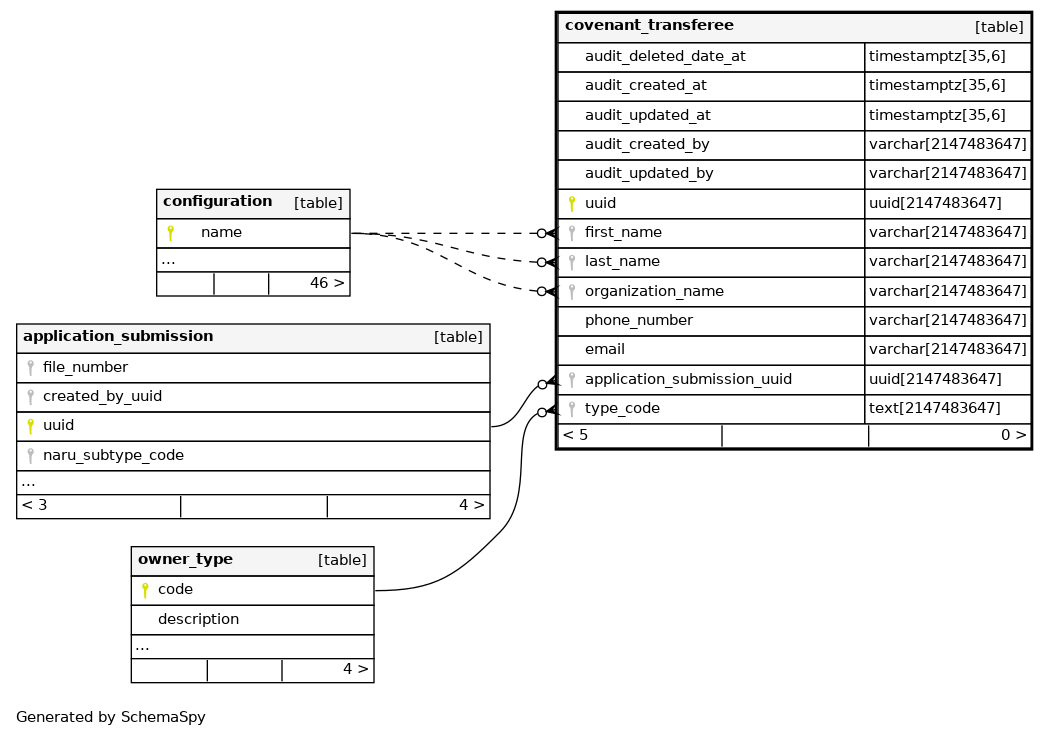 covenant_transferee [table]
audit_deleted_date_at timestamptz[35,6]
audit_created_at timestamptz[35,6]
audit_updated_at timestamptz[35,6]
audit_created_by varchar[2147483647]
audit_updated_by varchar[2147483647]
uuid uuid[2147483647]
first_name varchar[2147483647]
last_name varchar[2147483647]
organization_name varchar[2147483647]
phone_number varchar[2147483647]
email varchar[2147483647]
application_submission_uuid uuid[2147483647]
type_code text[2147483647]
< 5 0 >
configuration [table]
name
...
46 >
application_submission [table]
file_number
created_by_uuid
uuid
naru_subtype_code
...
< 3 4 >
owner_type [table]
code
description
...
4 >
Generated by SchemaSpy